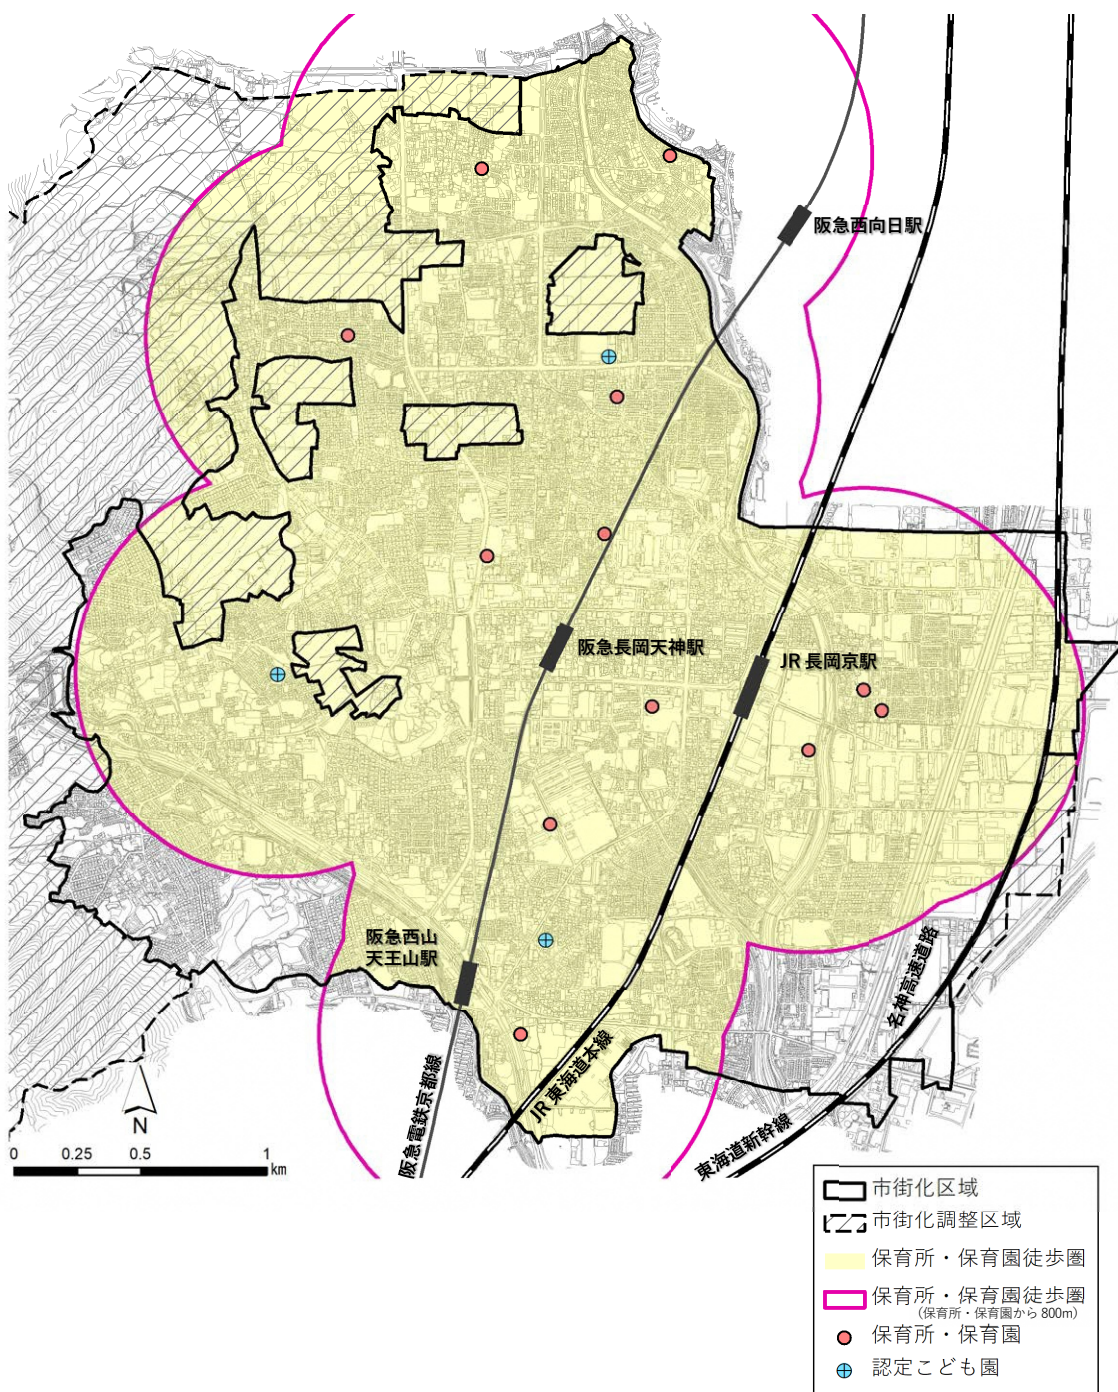 阪急西向日駅
阪急長岡天神駅
JR 長岡京駅
阪急西山
天王山駅
名神高速道路
JR 東海道本線
阪急電鉄京都線
東海道新幹線
N
0 0.25 0.5 1
km
市街化区域
市街化調整区域
保育所・保育園徒歩圏
保育所・保育園徒歩圏
(保育所・保育園から 800m)
保育所・保育園
認定こども園